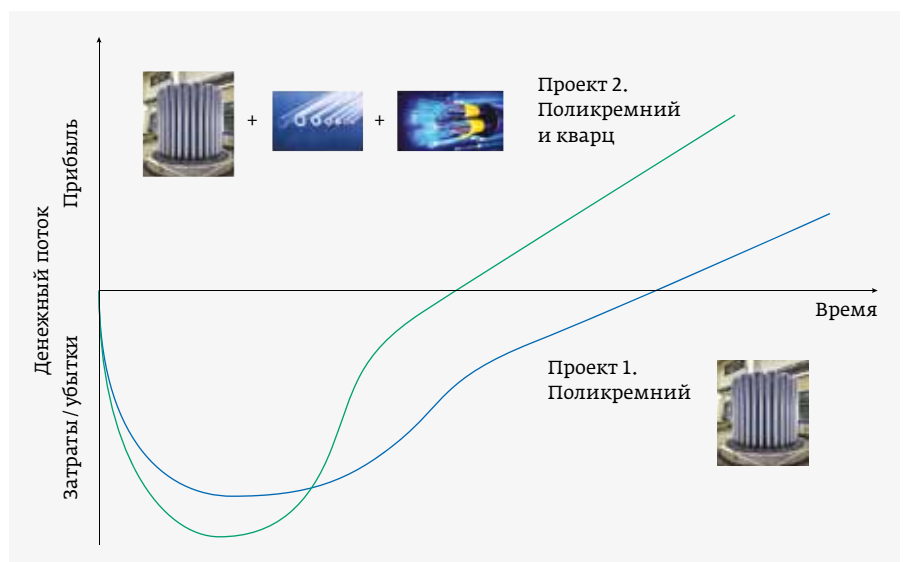 Проект 2.
Поликремний
и кварц
+
+
Прибыль
Денежный поток
Затраты / убытки
Время
Проект 1.
Поликремний